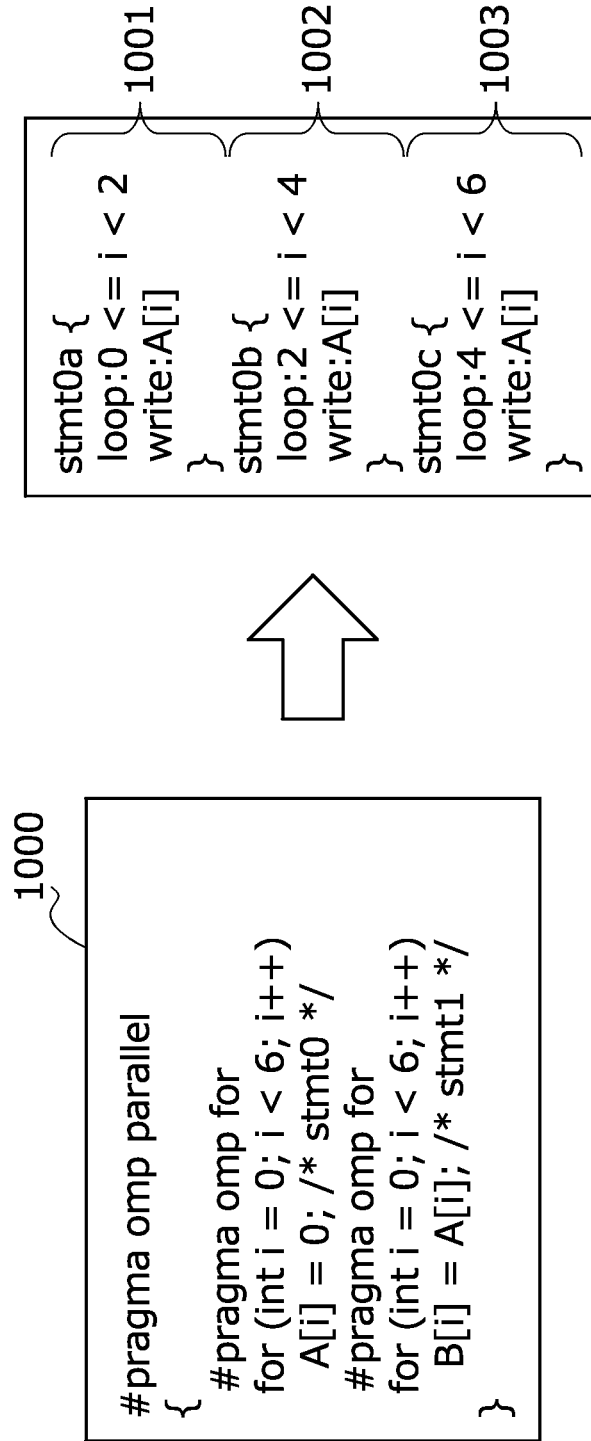 1000
#pragma omp parallel
{
#pragma omp for
for (int i = 0; i < 6; i++)
A[i] = 0; /* stmt0 */
#pragma omp for
for (int i = 0; i < 6; i++)
B[i] = A[i]; /* stmt1 */
}
stmt0a {
loop:0 <= i < 2
write:A[i]
}
1001
stmt0b {
loop:2 <= i < 4
write:A[i]
}
1002
stmt0c {
loop:4 <= i < 6
write:A[i]
}
1003